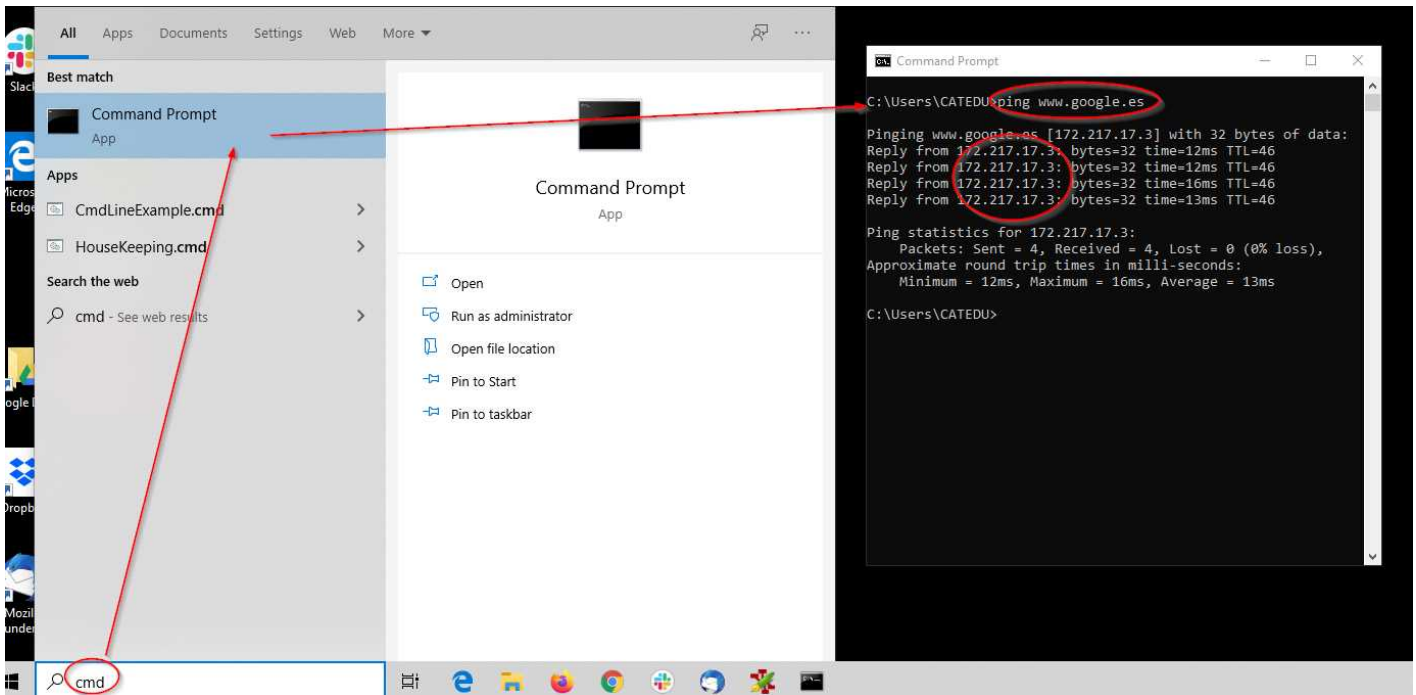 All Apps Documents Settings Web More
Best match
Command Prompt
App
Apps
CmdLineExample.cmd
HouseKeeping.cmd
Search the web
cmd - See web results
Command Prompt
App
Open
Run as administrator
Open file location
Pin to Start
Pin to taskbar
cmd
Slac
Micros
Edge
ogle
Dropb
Mozil
under
Command Prompt
C:\Users\CATEDU>ping www.google.es
Pinging www.google.es [172.217.17.3] with 32 bytes of data:
Reply from 172.217.17.3: bytes=32 time=12ms TTL=46
Reply from 172.217.17.3: bytes=32 time=12ms TTL=46
Reply from 172.217.17.3: bytes=32 time=16ms TTL=46
Reply from 172.217.17.3: bytes=32 time=13ms TTL=46
Ping statistics for 172.217.17.3:
Packets: Sent = 4, Received = 4, Lost = 0 (0% loss),
Approximate round trip times in milli-seconds:
Minimum = 12ms, Maximum = 16ms, Average = 13ms
C:\Users\CATEDU>